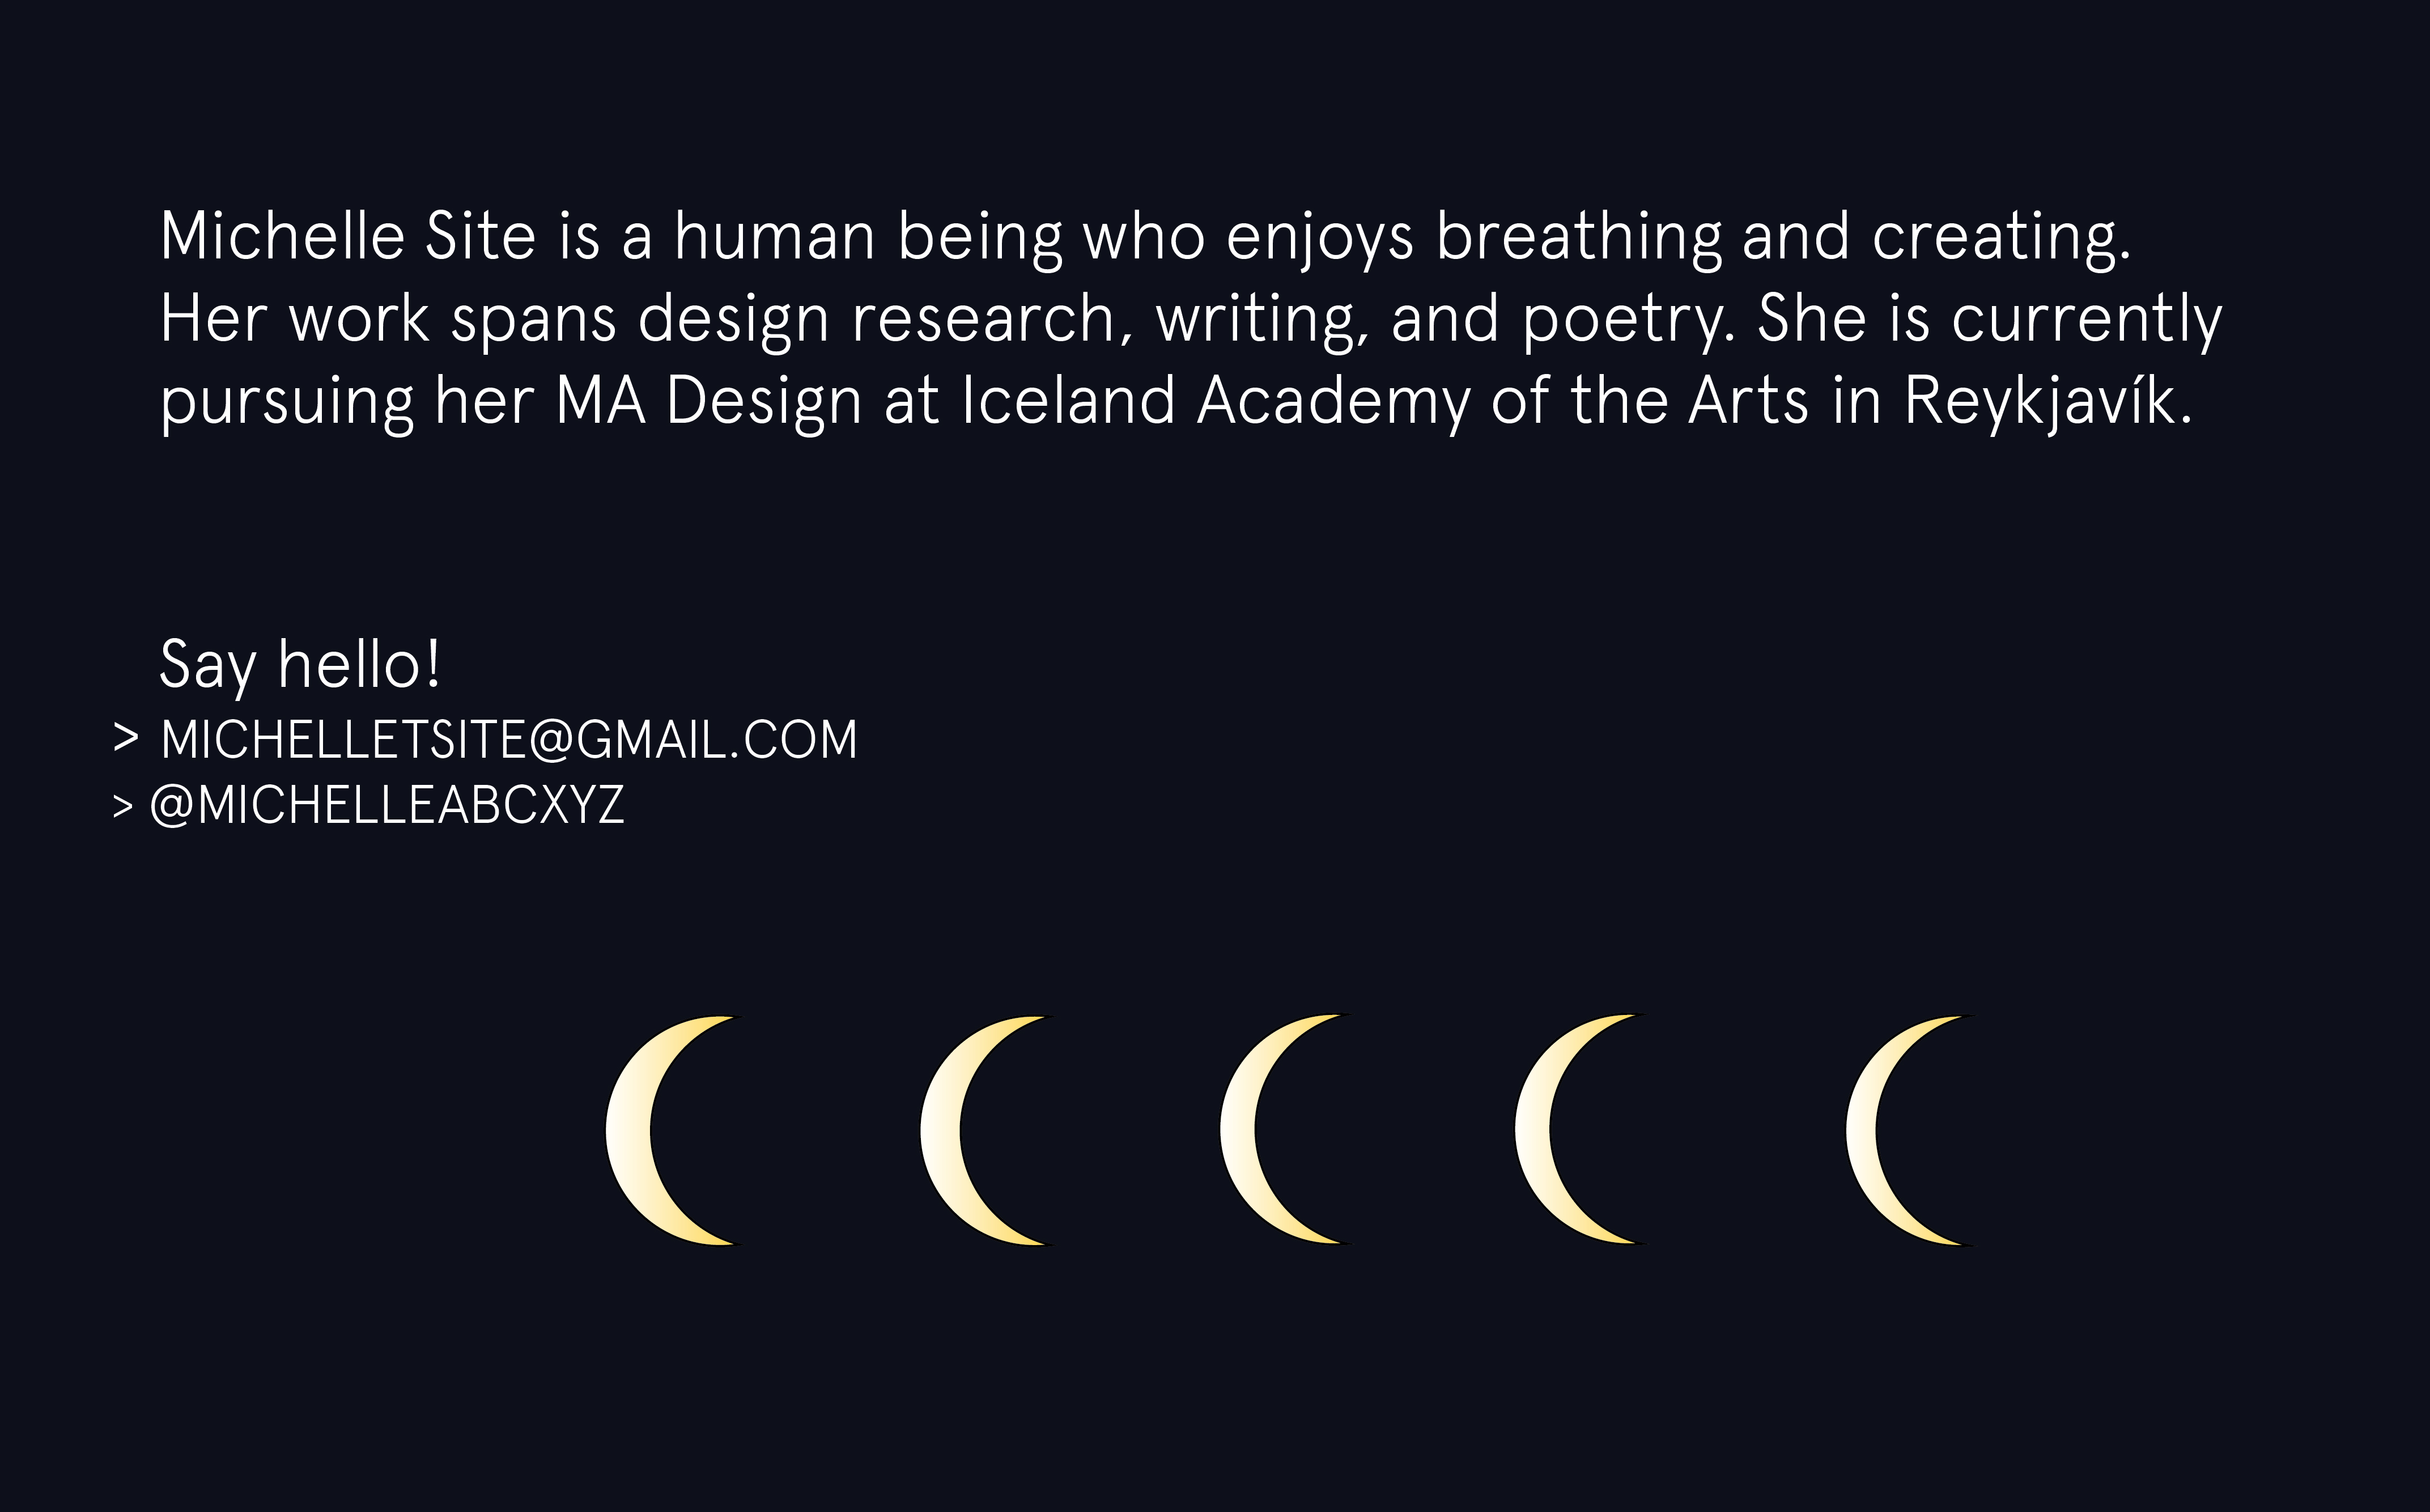 Michelle Site is a human being who enjoys breathing and creating.
Her work spans design research, writing, and poetry. She is currently
pursuing her MA Design at Iceland Academy of the Arts in Reykjavík.
Say hello!
> MICHELLETSITE@GMAIL.COM
> @MICHELLEABCXYZ